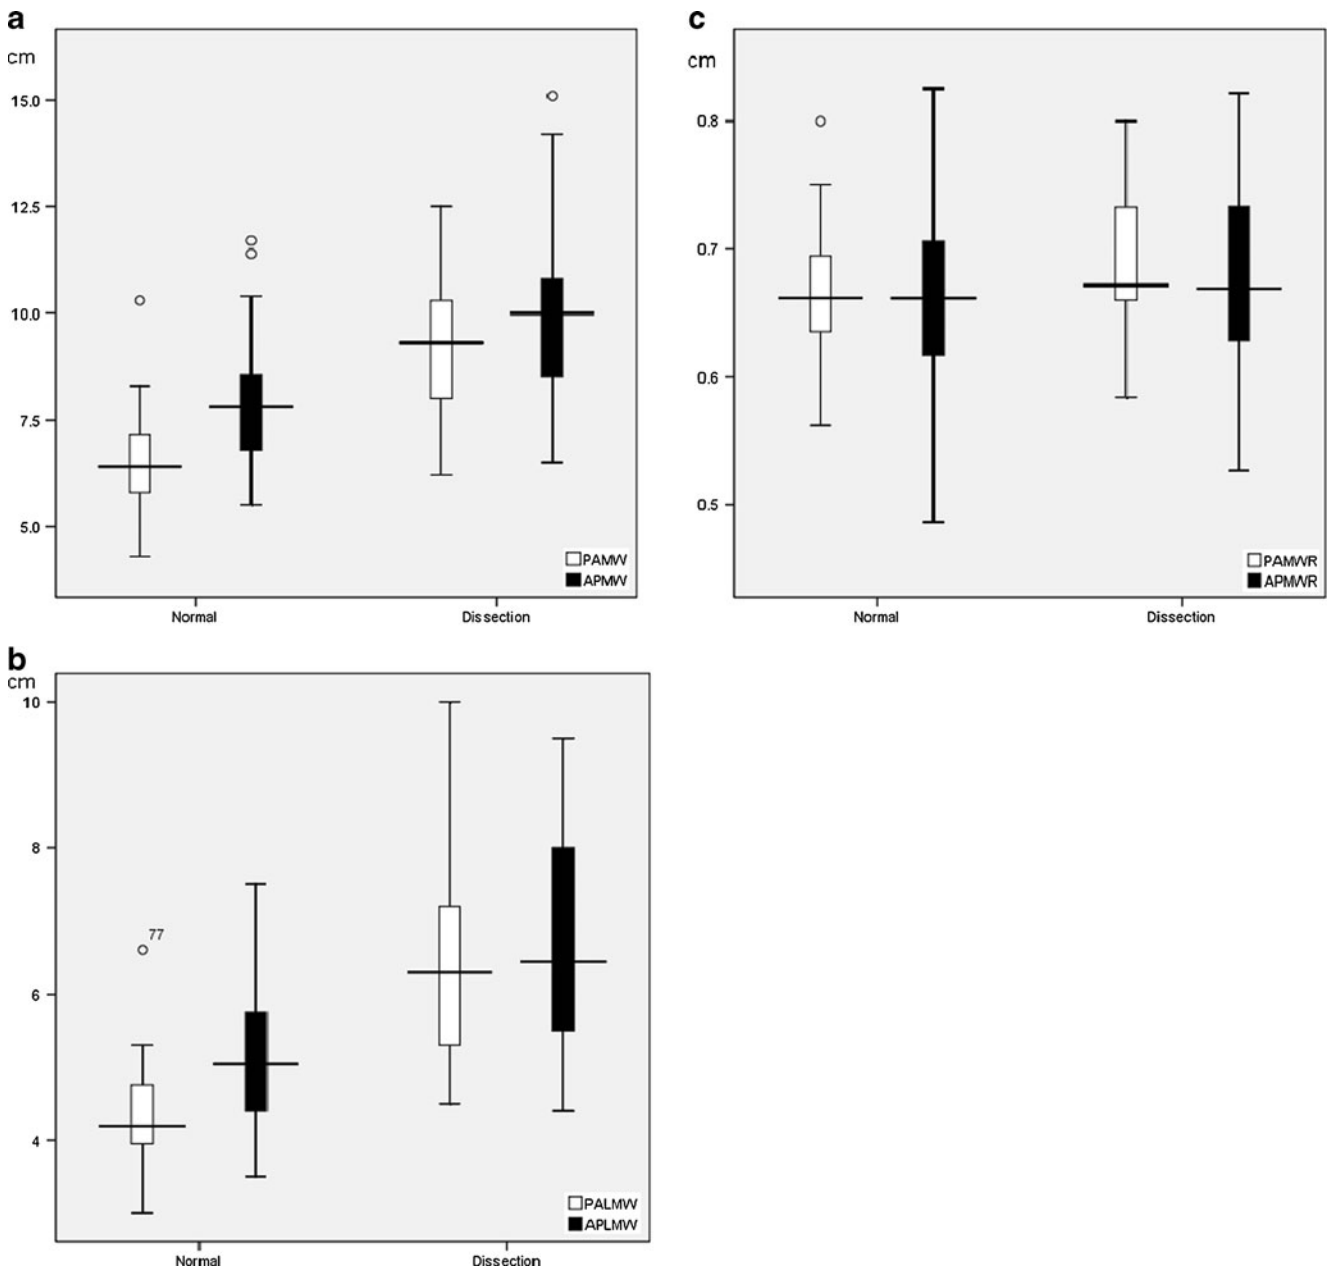 a
cm
15.0
12.5
10.0
7.5
5.0
PAMW
APMW
Normal Dissection
c
cm
0.8
0.7
0.6
0.5
PAMWR
APMWR
Normal Dissection
b
cm
10
8
6
4
77
PALMW
APLMW
Normal Dissection